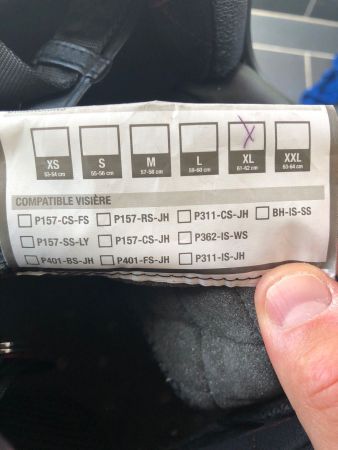 XS S M L XL XXL
53-54 cm 55-56 cm 57-58 cm 59-60 cm 61-62 cm 63-64 cm
COMPATIBLE VISIÈRE
P157-CS-FS P157-RS-JH P311-CS-JH BH-IS-SS
P157-SS-LY P157-CS-JH P362-IS-WS
P401-BS-JH P401-FS-JH P311-IS-JH